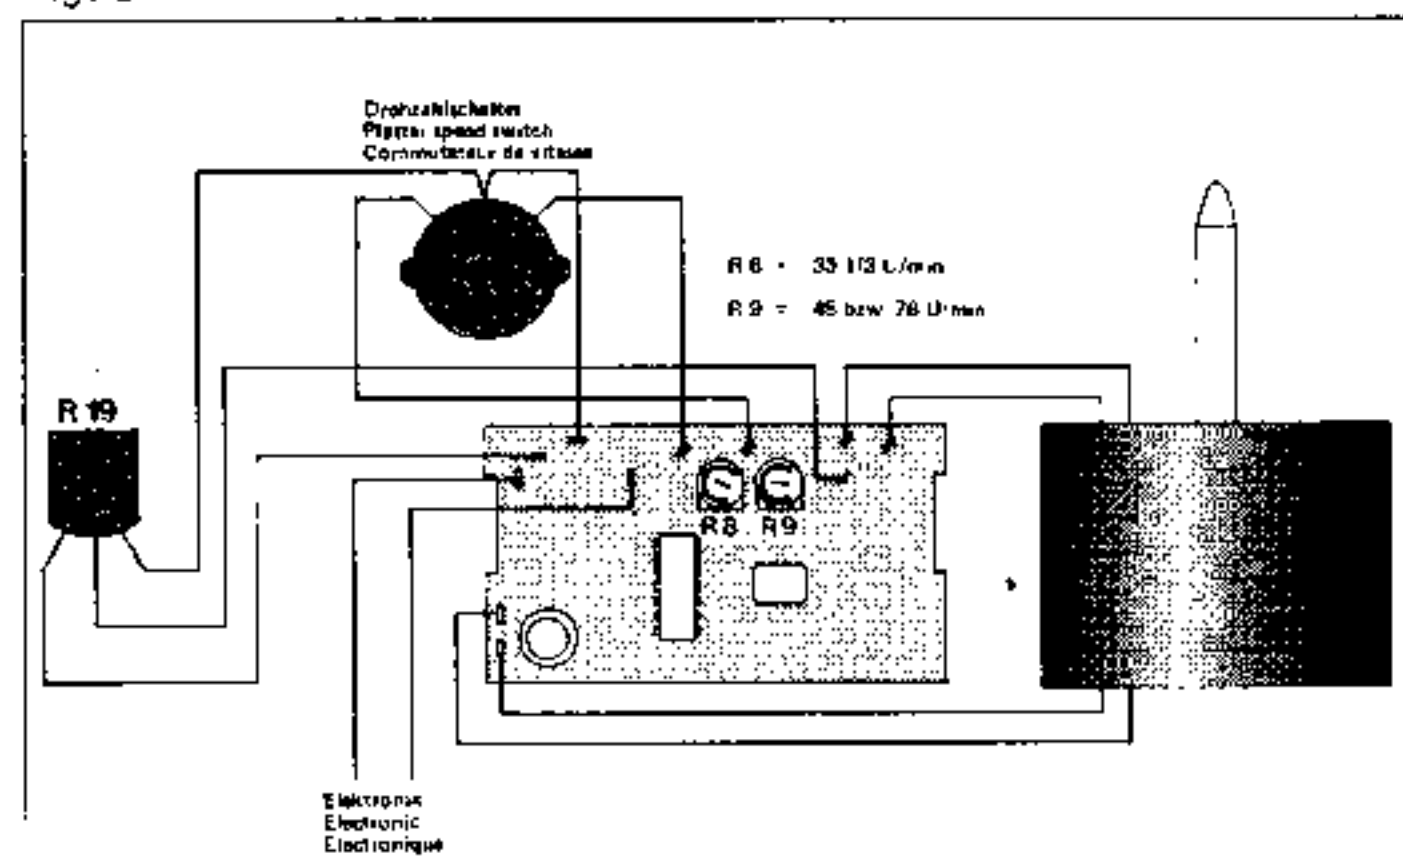 Drehzahlschalter
Platter speed switch
Commutateur de vitesse
R 8 - 33 1/3 U/min
R 9 = 45 bzw. 78 U/min
R 19
R8 R9
Elektronik
Electronic
Electronique